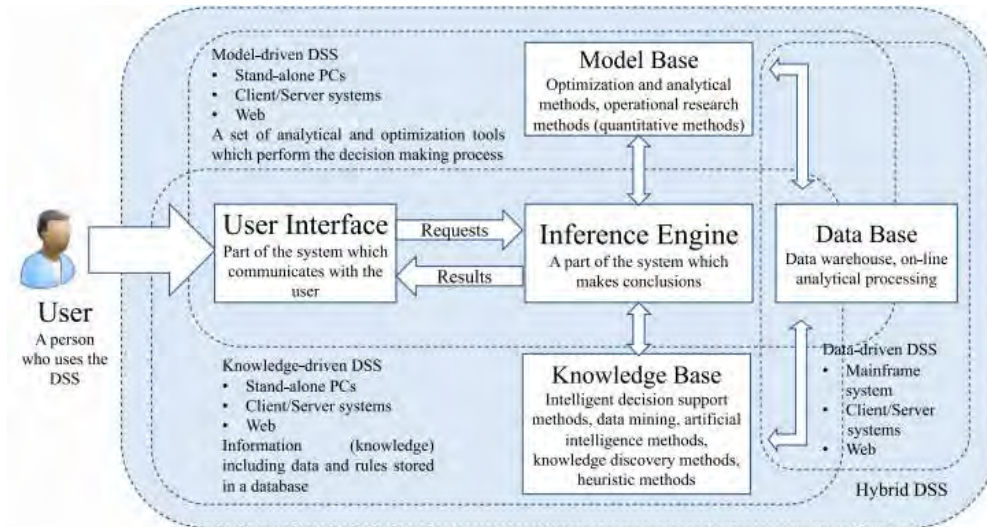 Model-driven DSS
• Stand-alone PCs
• Client/Server systems
• Web
A set of analytical and optimization tools
which perform the decision making process
Model Base
Optimization and analytical
methods, operational research
methods (quantitative methods)
User
A person
who uses the
DSS
User Interface
Part of the system which
communicates with the
user
Requests
Results
Inference Engine
A part of the system which
makes conclusions
Data Base
Data warehouse, on-line
analytical processing
Knowledge-driven DSS
• Stand-alone PCs
• Client/Server systems
• Web
Information (knowledge)
including data and rules stored
in a database
Knowledge Base
Intelligent decision support
methods, data mining, artificial
intelligence methods,
knowledge discovery methods,
heuristic methods
Data-driven DSS
• Mainframe
system
• Client/Server
systems
• Web
Hybrid DSS